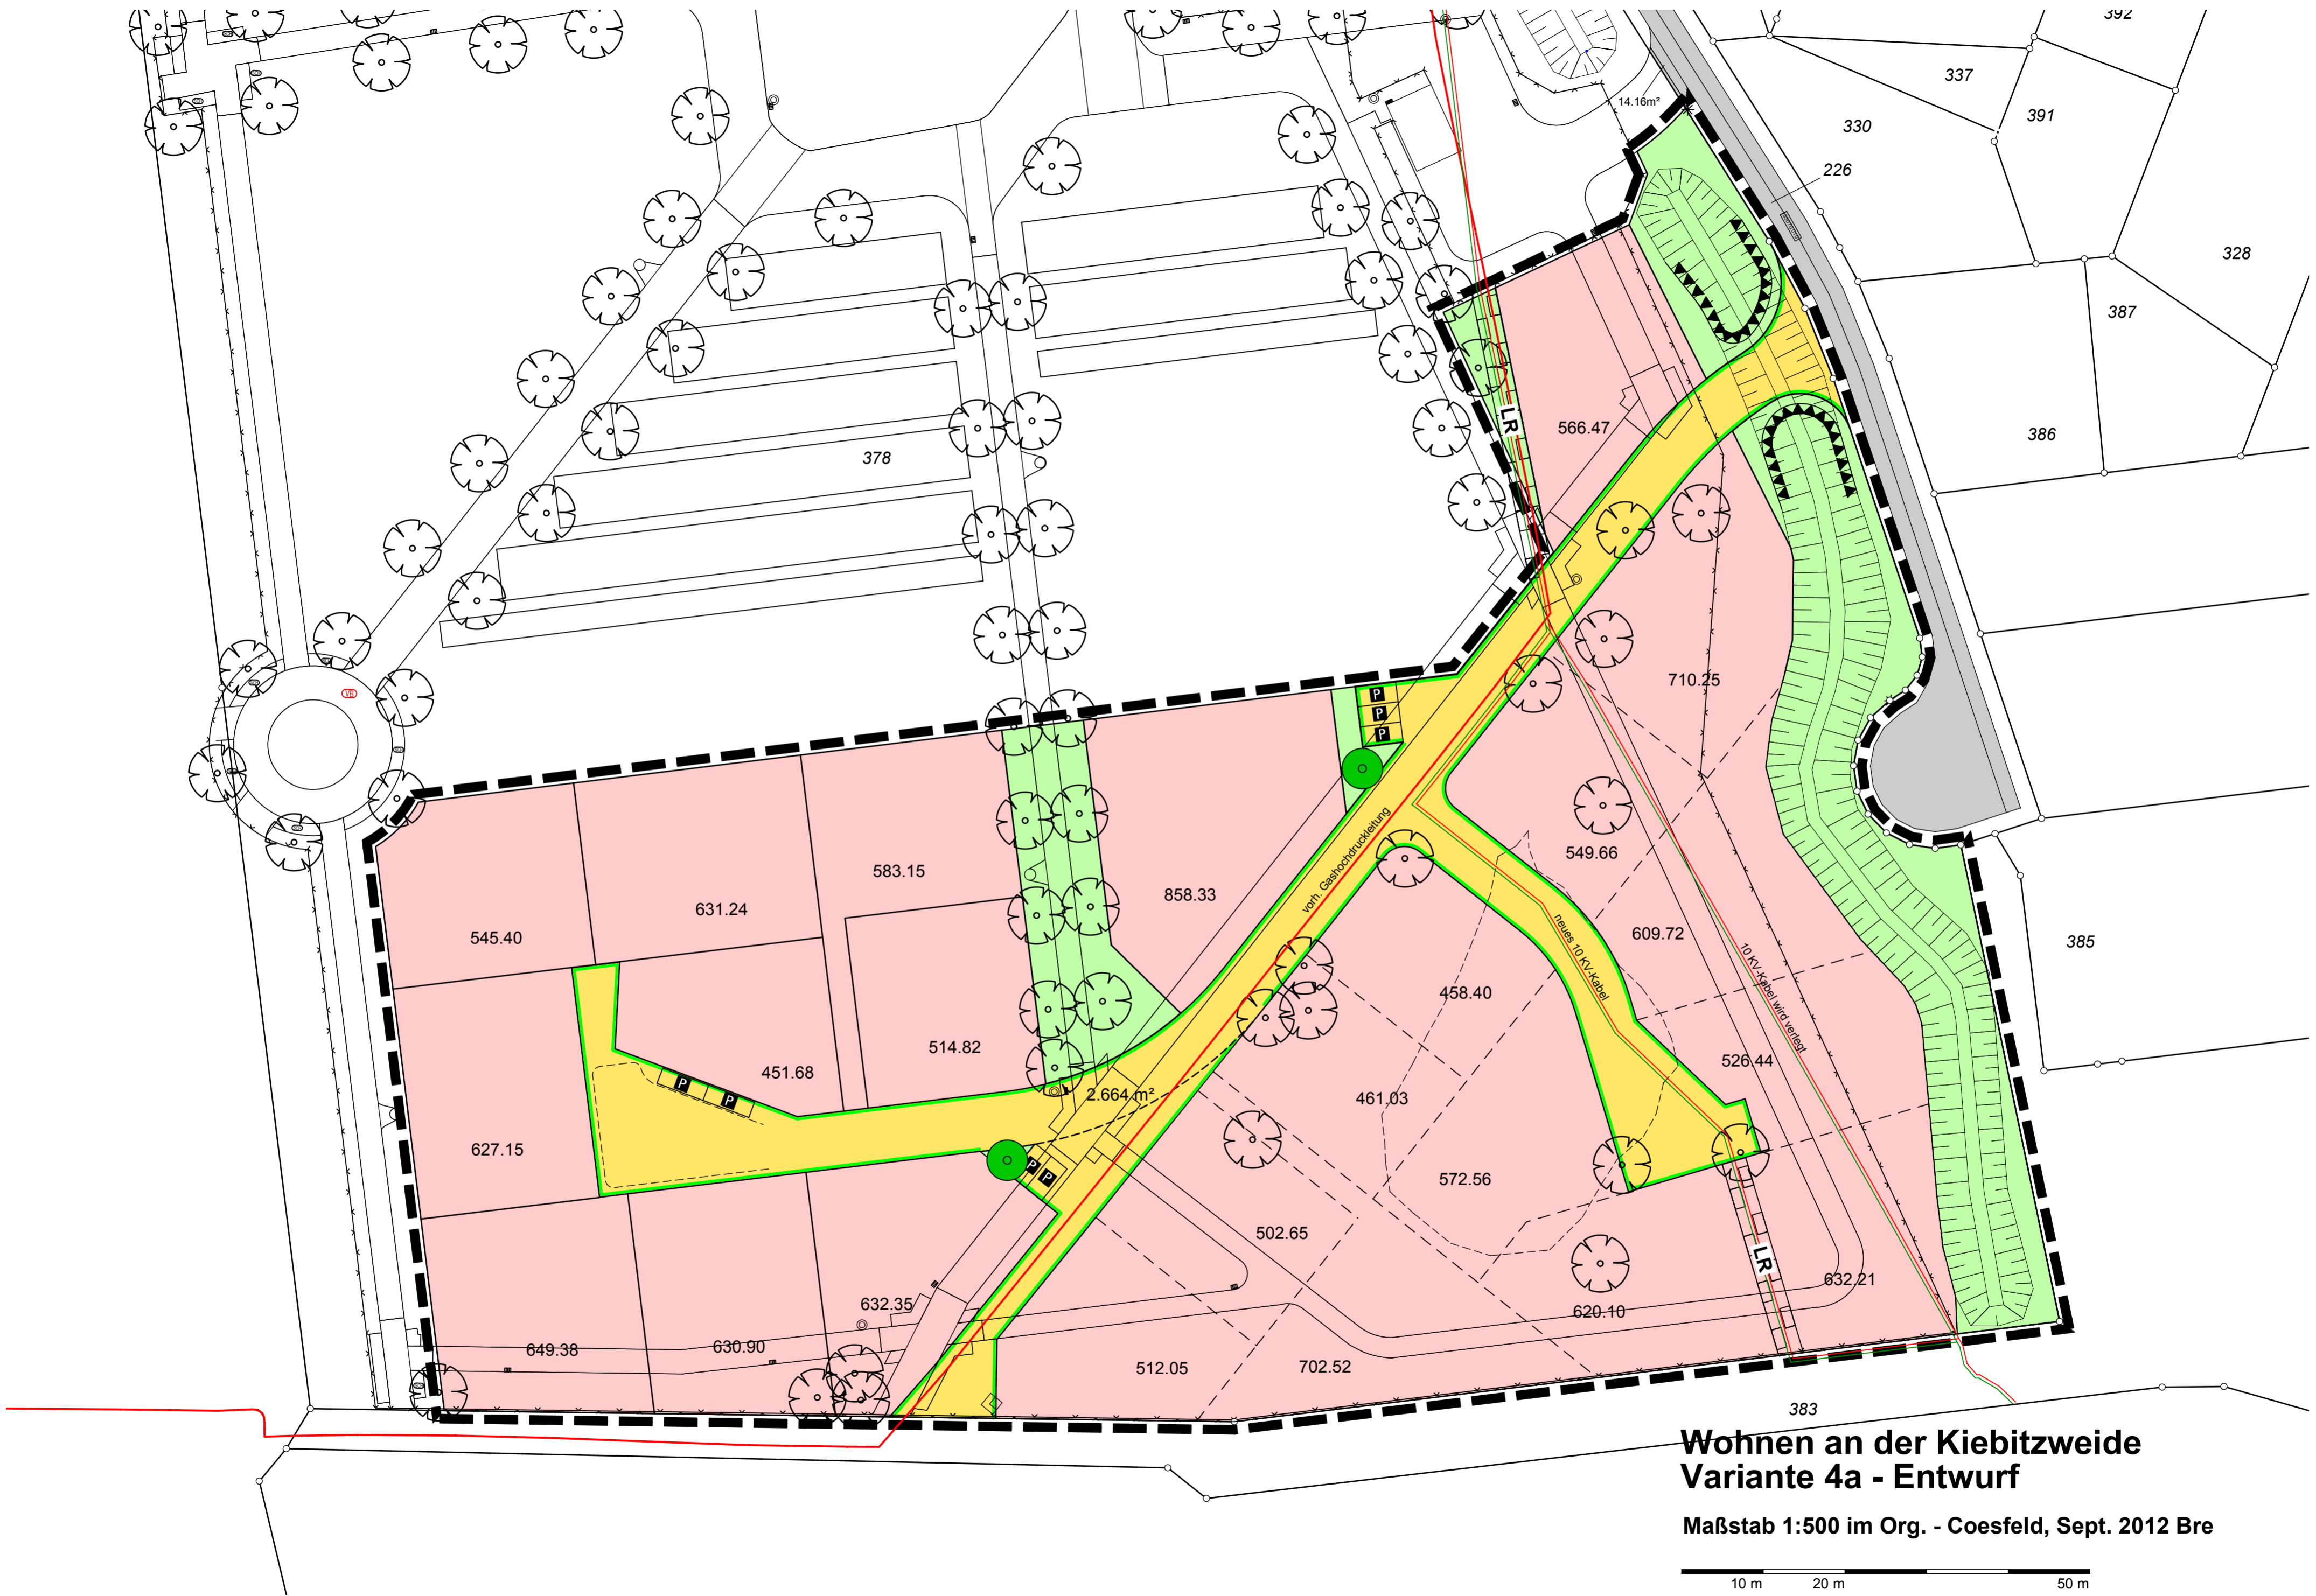 392
337
391
14.16m²
330
226
328
387
386
378
566.47
LR
710.25
P
P
P
vorh. Gashochdruckleitung
549.66
583.15
858.33
631.24
545.40
609.72
385
neues 10 KV-Kabel
10 KV-Kabel wird verlegt
458.40
514.82
451.68
526.44
P
P
2.664 m²
461.03
627.15
P
P
572.56
502.65
LR
632.21
632.35
620.10
649.38
630.90
512.05
702.52
383
VB
Wohnen an der Kiebitzweide
Variante 4a - Entwurf
Maßstab 1:500 im Org. - Coesfeld, Sept. 2012 Bre
10 m
20 m
50 m